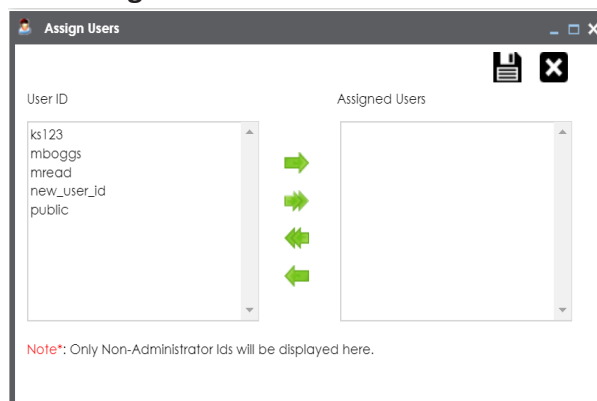 Assign Users
User ID
Assigned Users
ks123
mboggs
mread
new_user_id
public
Note*: Only Non-Administrator Ids will be displayed here.